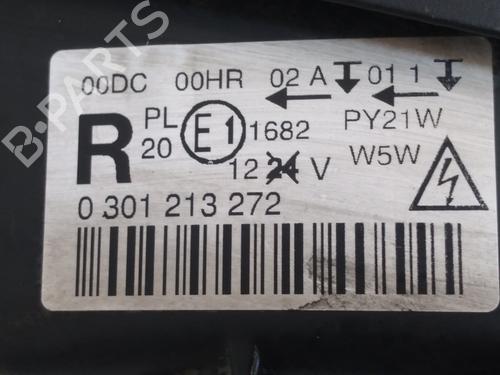 00DC 00HR 02 A 01 1
R PL 20 E1 1682 PY21W
12 24 V W5W
0 301 213 272
B-PARTS